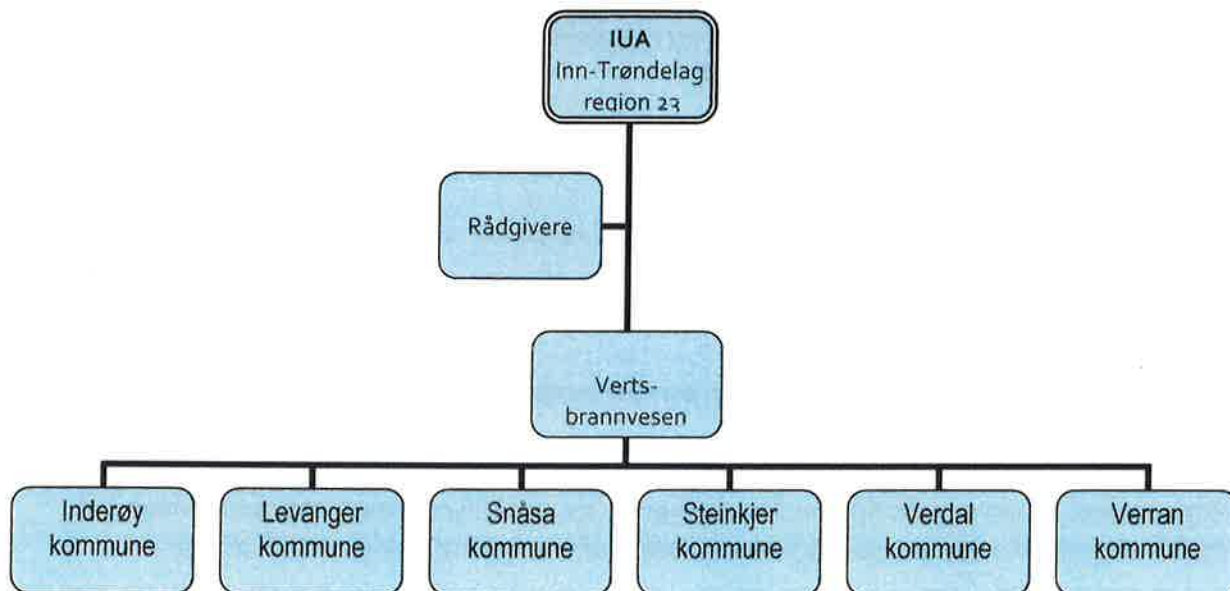 IUA
Inn-Trøndelag
region 23
Rådgivere
Verts-
brannvesen
Inderøy
kommune
Levanger
kommune
Snåsa
kommune
Steinkjer
kommune
Verdal
kommune
Verran
kommune